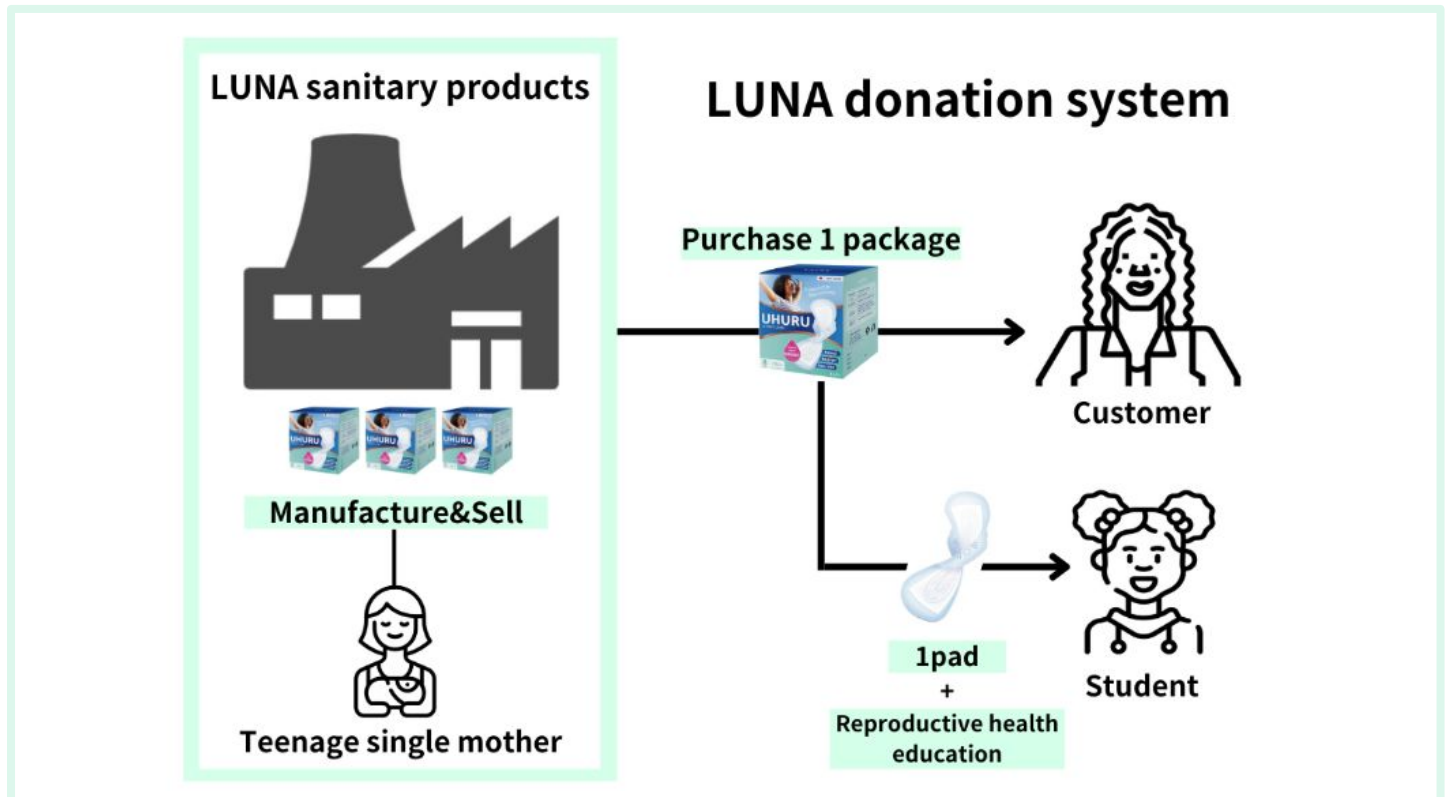 LUNA sanitary products
LUNA donation system
Purchase 1 package
UHURU
Customer
UHURU
UHURU
UHURU
Manufacture&Sell
Teenage single mother
1pad
+
Reproductive health
education
Student